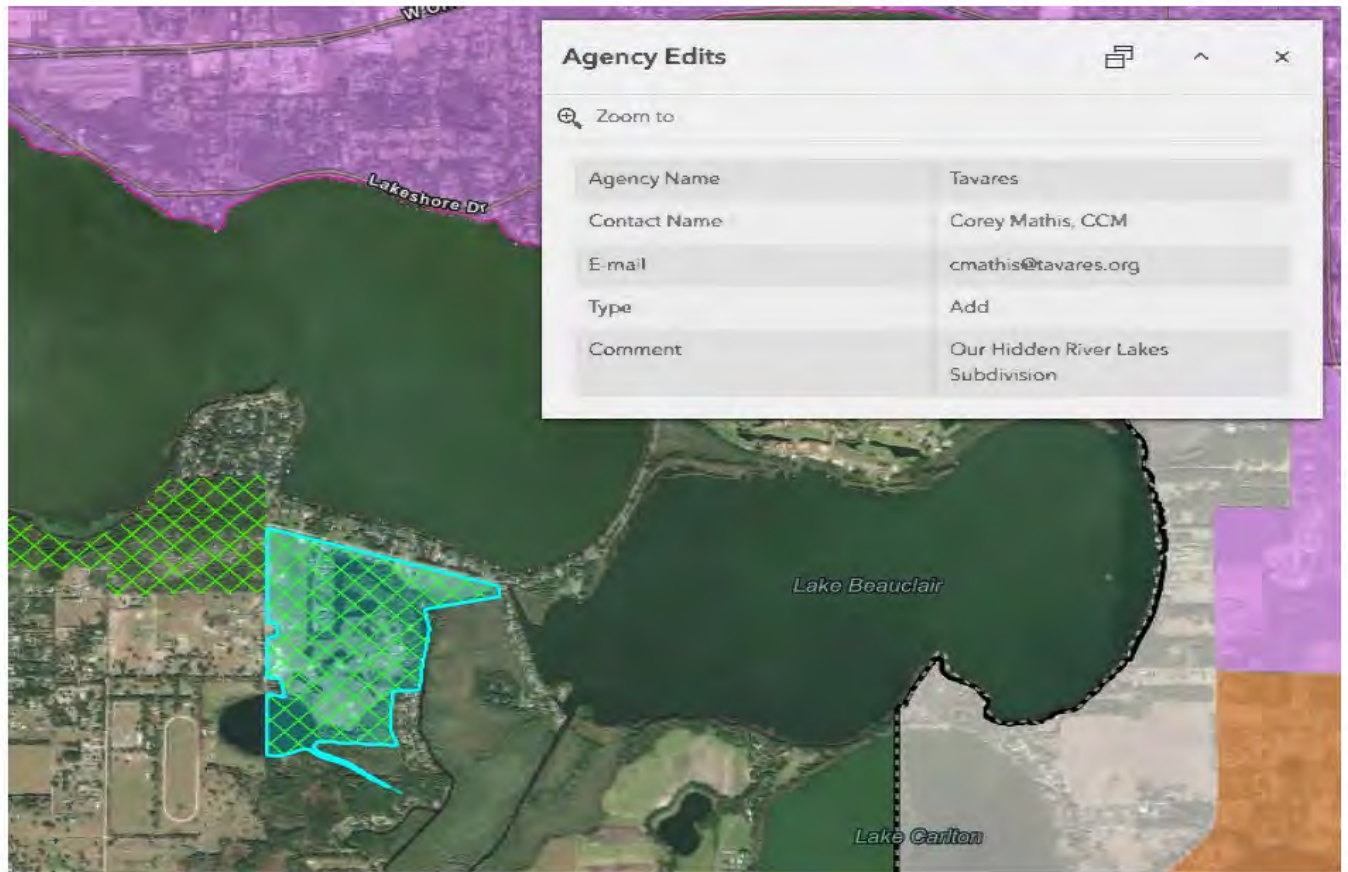 Agency Edits
Zoom to
Agency Name Tavares
Contact Name Corey Mathis, CCM
E-mail cmathis@tavares.org
Type Add
Comment Our Hidden River Lakes
Subdivision
Lakeshore Dr
Lake Beauclair
Lake Carlton